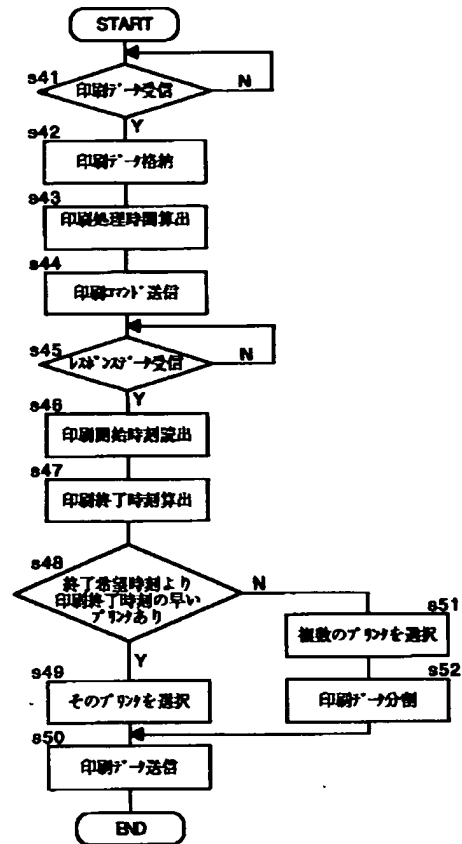 START
s41
印刷ﾃﾞｰﾀ受信
N
Y
s42
印刷ﾃﾞｰﾀ格納
s43
印刷処理時間算出
s44
印刷ｺﾏﾝﾄﾞ送信
s45
ﾚｽﾎﾟﾝｽﾃﾞｰﾀ受信
N
Y
s46
印刷開始時刻読出
s47
印刷終了時刻算出
s48
終了希望時刻より
印刷終了時刻の早い
ﾌﾟﾘﾝﾀあり
N
Y
s51
複数のﾌﾟﾘﾝﾀを選択
s49
そのﾌﾟﾘﾝﾀを選択
s52
印刷ﾃﾞｰﾀ分割
s50
印刷ﾃﾞｰﾀ送信
END